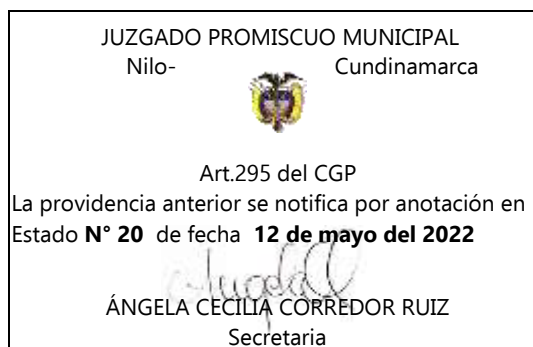 JUZGADO PROMISCUO MUNICIPAL
Nilo- Cundinamarca
Art.295 del CGP
La providencia anterior se notifica por anotación en
Estado N° 20 de fecha 12 de mayo del 2022
ÁNGELA CECILIA CORREDOR RUIZ
Secretaria